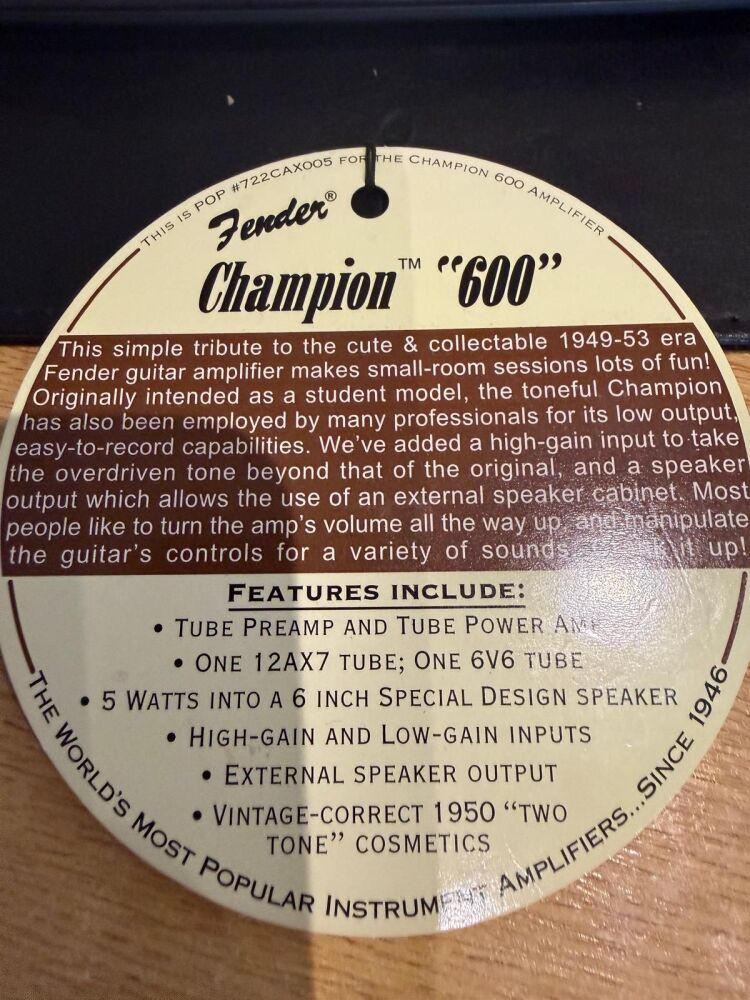 THIS IS POP #722CAX005 FOR THE CHAMPION 600 AMPLIFIER
Fender®
Champion™ "600"
This simple tribute to the cute & collectable 1949-53 era
Fender guitar amplifier makes small-room sessions lots of fun!
Originally intended as a student model, the toneful Champion
has also been employed by many professionals for its low output,
easy-to-record capabilities. We've added a high-gain input to take
the overdriven tone beyond that of the original, and a speaker
output which allows the use of an external speaker cabinet. Most
people like to turn the amp's volume all the way up, and manipulate
the guitar's controls for a variety of sounds. it up!
FEATURES INCLUDE:
• TUBE PREAMP AND TUBE POWER AMP
• ONE 12AX7 TUBE; ONE 6V6 TUBE
• 5 WATTS INTO A 6 INCH SPECIAL DESIGN SPEAKER
• HIGH-GAIN AND LOW-GAIN INPUTS
• EXTERNAL SPEAKER OUTPUT
• VINTAGE-CORRECT 1950 "TWO
TONE" COSMETICS
THE WORLD'S MOST POPULAR INSTRUMENT AMPLIFIERS...SINCE 1946